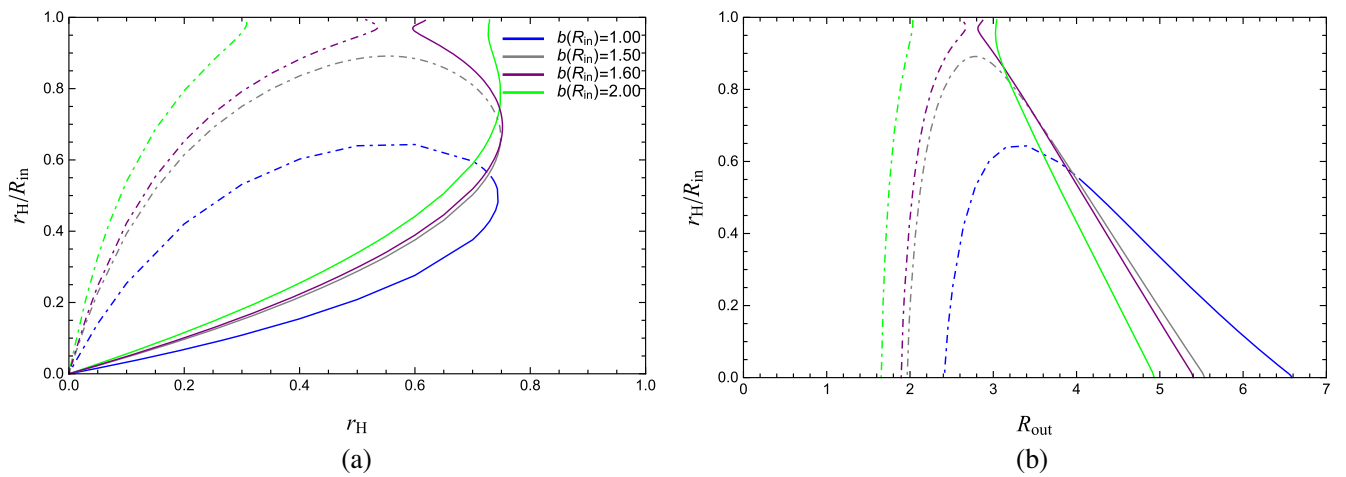 1.0
0.8
0.6
0.4
0.2
0.0
r_H/R_in
0.0 0.2 0.4 0.6 0.8 1.0
r_H
b(R_in)=1.00
b(R_in)=1.50
b(R_in)=1.60
b(R_in)=2.00
(a)
1.0
0.8
0.6
0.4
0.2
0.0
r_H/R_in
0 1 2 3 4 5 6 7
R_out
(b)